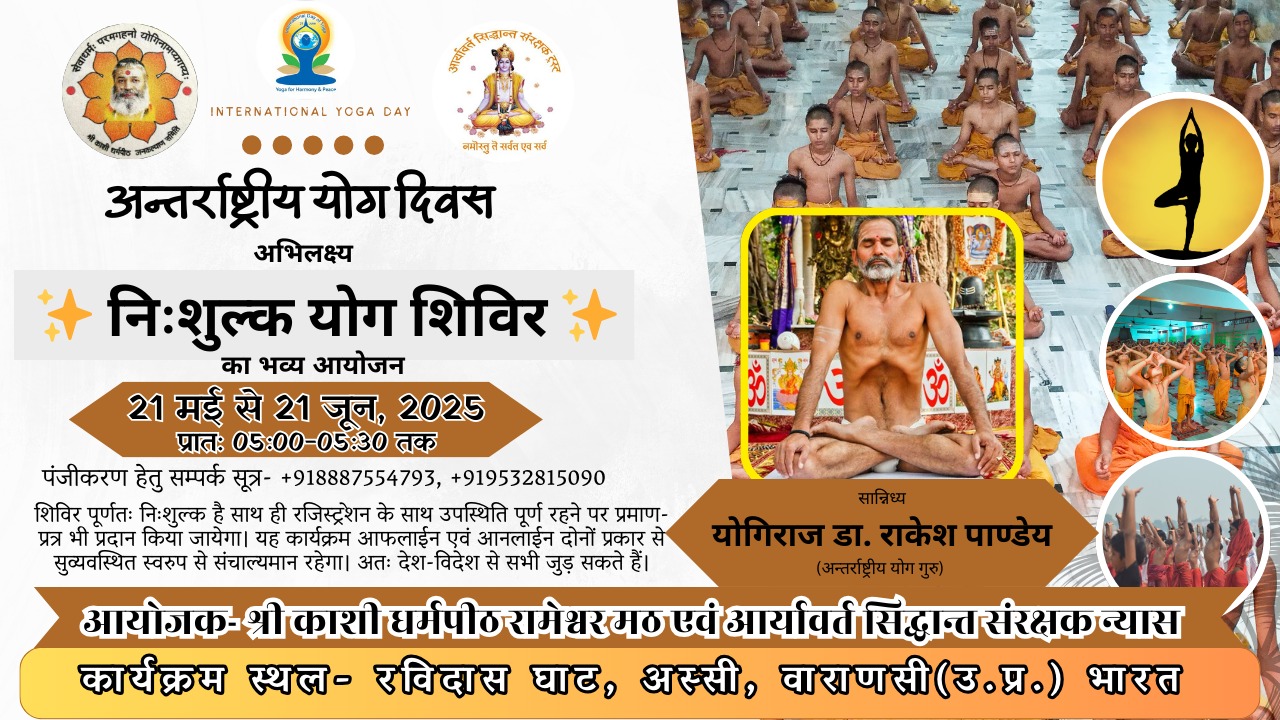 सेवाधर्मः परमगहनो योगिनामप्यगम्यः
श्री काशी धर्मपीठ जनकल्याण समिति
Yoga for Harmony & Peace
INTERNATIONAL YOGA DAY
आर्यावर्त सिद्धान्त संरक्षक ट्रस्ट
नमोस्तु ते सर्वत एव सर्व
अन्तर्राष्ट्रीय योग दिवस
अभिलक्ष्य
निःशुल्क योग शिविर
का भव्य आयोजन
21 मई से 21 जून, 2025
प्रातः 05:00-05:30 तक
पंजीकरण हेतु सम्पर्क सूत्र- +918887554793, +919532815090
शिविर पूर्णतः निःशुल्क है साथ ही रजिस्ट्रेशन के साथ उपस्थिति पूर्ण रहने पर प्रमाण-
प्रत्र भी प्रदान किया जायेगा। यह कार्यक्रम आफलाईन एवं आनलाईन दोनों प्रकार से
सुव्यवस्थित स्वरुप से संचाल्यमान रहेगा। अतः देश-विदेश से सभी जुड़ सकते हैं।
ॐ
ॐ
सान्निध्य
योगिराज डा. राकेश पाण्डेय
(अन्तर्राष्ट्रीय योग गुरु)
आयोजक- श्री काशी धर्मपीठ रामेश्वर मठ एवं आर्यावर्त सिद्धान्त संरक्षक न्यास
कार्यक्रम स्थल- रविदास घाट, अस्सी, वाराणसी(उ.प्र.) भारत